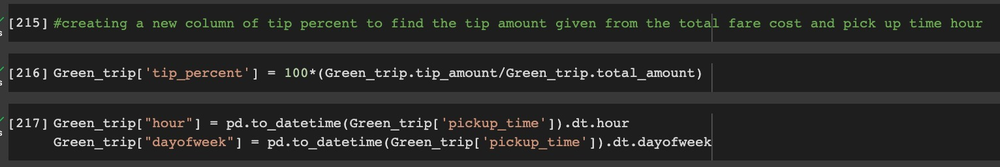 [215] #creating a new column of tip percent to find the tip amount given from the total fare cost and pick up time hour
s
[216] Green_trip['tip_percent'] = 100*(Green_trip.tip_amount/Green_trip.total_amount)
s
[217] Green_trip["hour"] = pd.to_datetime(Green_trip['pickup_time']).dt.hour
s Green_trip["dayofweek"] = pd.to_datetime(Green_trip['pickup_time']).dt.dayofweek